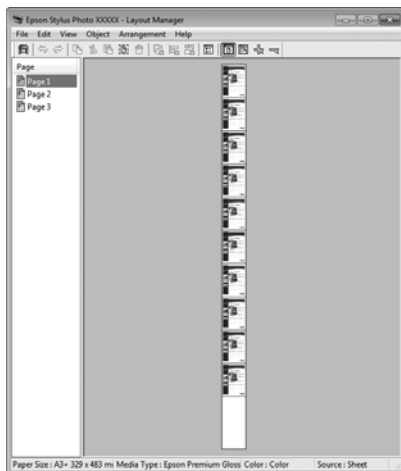 Epson Stylus Photo XXXXX - Layout Manager
File Edit View Object Arrangement Help
Page
Page 1
Page 2
Page 3
Paper Size : A3+ 329 x 483 mi Media Type : Epson Premium Gloss Color : Color Source : Sheet